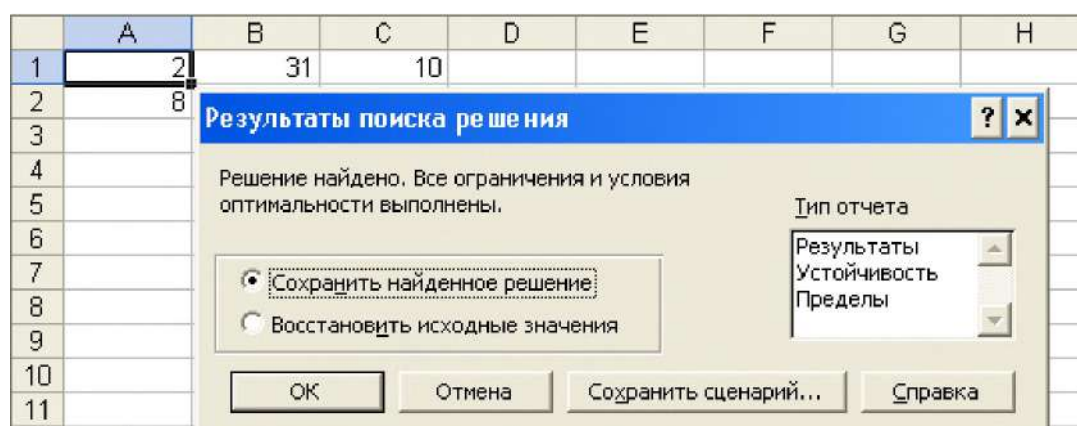 A B C D E F G H
1 2 31 10
2 8
3
4
5
6
7
8
9
10
11
Результаты поиска решения ? ×
Решение найдено. Все ограничения и условия
оптимальности выполнены.
Тип отчета
Результаты
Устойчивость
Пределы
Сохранить найденное решение
Восстановить исходные значения
ОК Отмена Сохранить сценарий... Справка